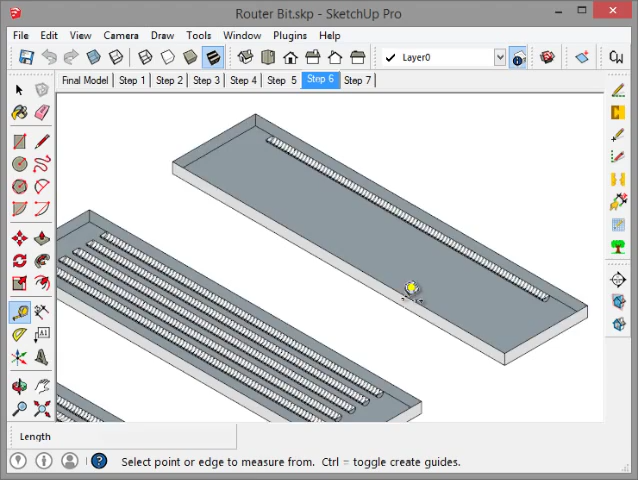 Router Bit.skp - SketchUp Pro
File Edit View Camera Draw Tools Window Plugins Help
Layer0
Final Model Step 1 Step 2 Step 3 Step 4 Step 5 Step 6 Step 7
A1
Length
Select point or edge to measure from. Ctrl = toggle create guides.